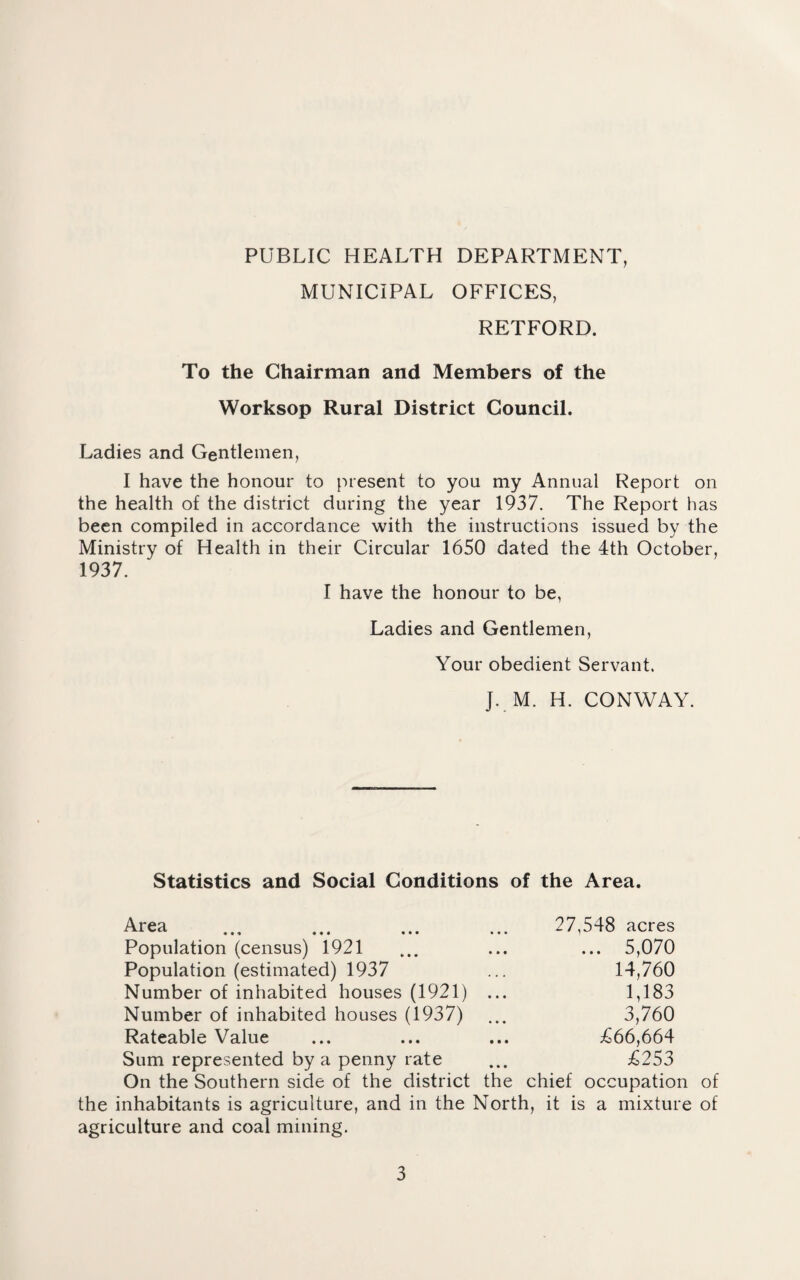 PUBLIC HEALTH DEPARTMENT,
MUNICIPAL OFFICES,
RETFORD.
To the Chairman and Members of the
Worksop Rural District Council.
Ladies and Gentlemen,
I have the honour to present to you my Annual Report on
the health of the district during the year 1937. The Report has
been compiled in accordance with the instructions issued by the
Ministry of Health in their Circular 1650 dated the 4th October,
1937.
I have the honour to be,
Ladies and Gentlemen,
Your obedient Servant.
J. M. H. CONWAY.
Statistics and Social Conditions of the Area.
Area ... ... ... ... 27,548 acres
Population (census) 1921 ... ... ... 5,070
Population (estimated) 1937 ... 14,760
Number of inhabited houses (1921) ... 1,183
Number of inhabited houses (1937) ... 3,760
Rateable Value ... ... ... £66,664
Sum represented by a penny rate ... £253
On the Southern side of the district the chief occupation of
the inhabitants is agriculture, and in the North, it is a mixture of
agriculture and coal mining.
3